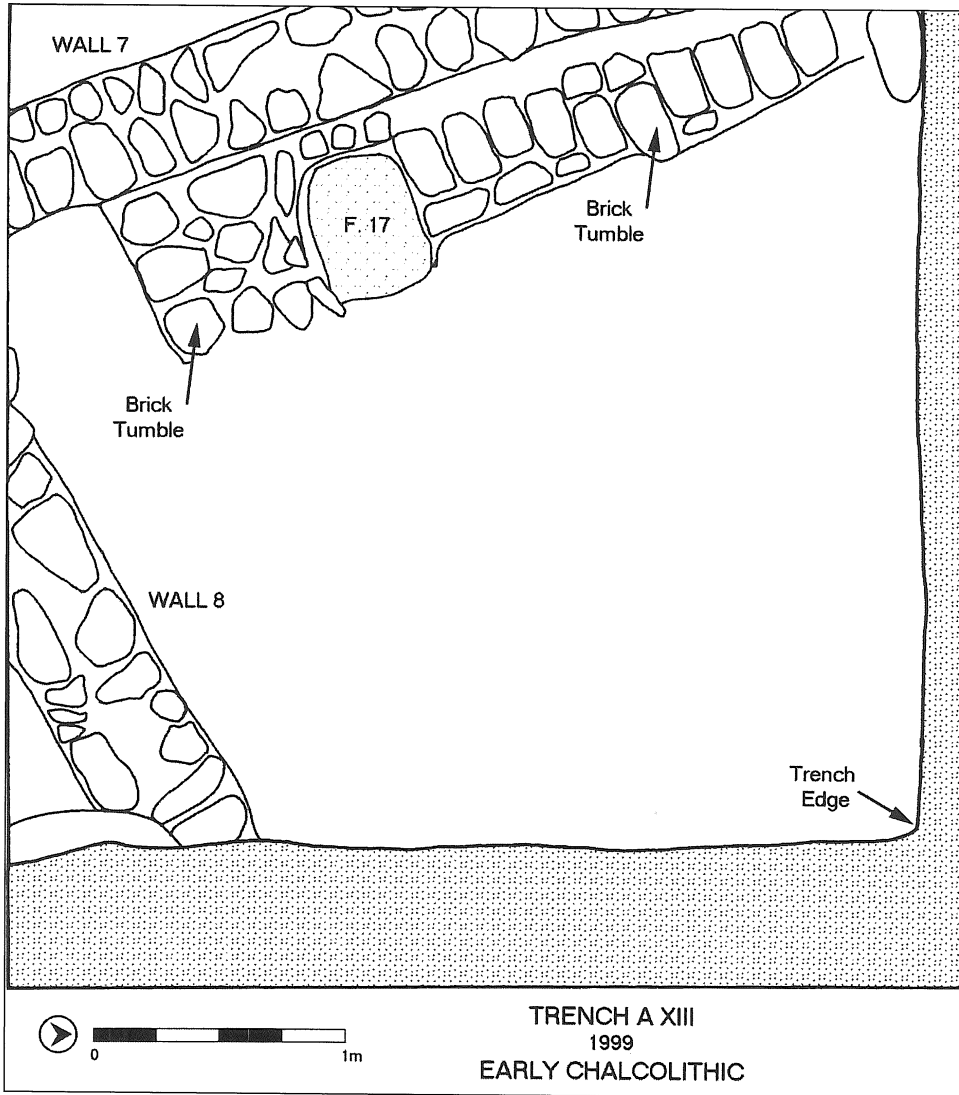 WALL 7
F. 17
Brick
Tumble
Brick
Tumble
WALL 8
Trench
Edge
0
1m
TRENCH A XIII
1999
EARLY CHALCOLITHIC